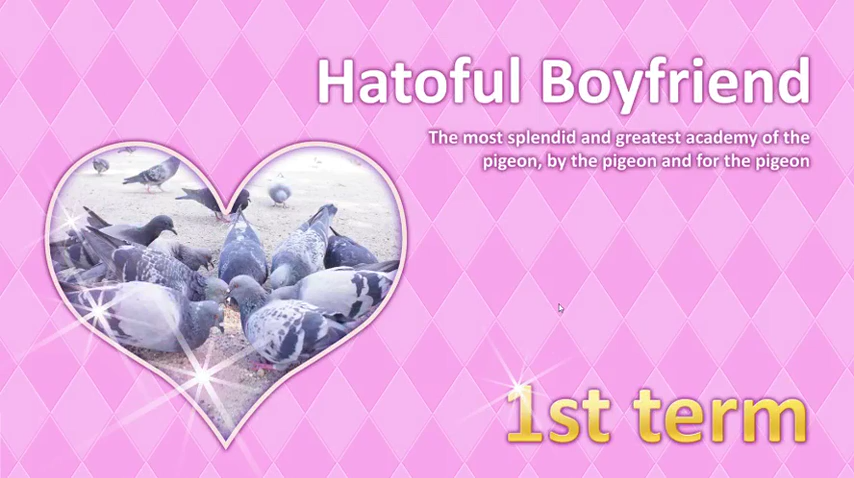 Hatoful Boyfriend
The most splendid and greatest academy of the
pigeon, by the pigeon and for the pigeon
1st term